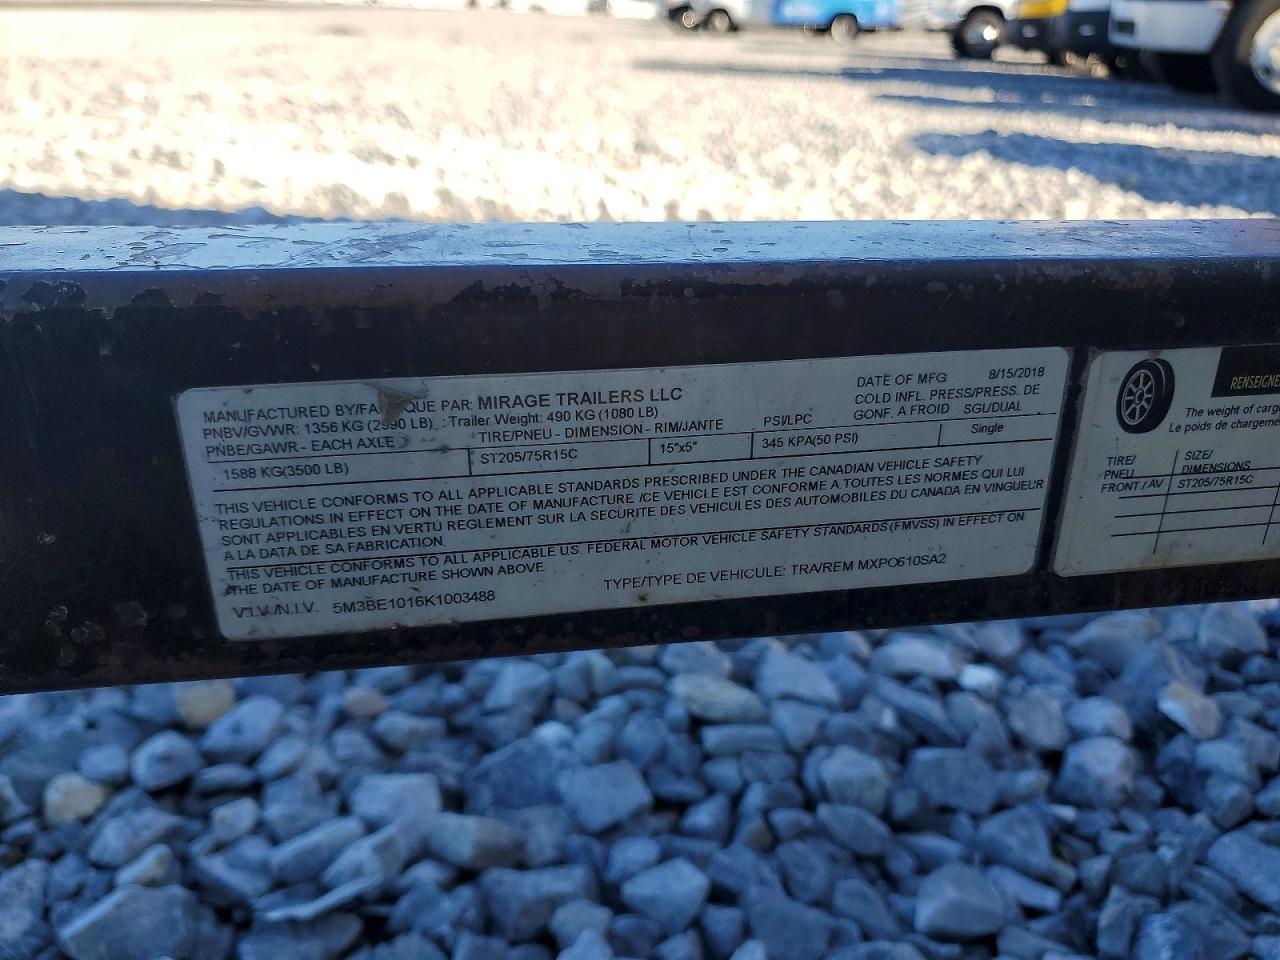 MANUFACTURED BY/FA QUE PAR: MIRAGE TRAILERS LLC DATE OF MFG 8/15/2018
PNBV/GVWR: 1356 KG (2990 LB) : Trailer Weight: 490 KG (1080 LB) COLD INFL. PRESS/PRESS. DE
PNBE/GAWR - EACH AXLE TIRE/PNEU - DIMENSION - RIM/JANTE PSI/LPC GONF. A FROID SGL/DUAL
1588 KG(3500 LB) ST205/75R15C 15"x5" 345 KPA(50 PSI) Single
THIS VEHICLE CONFORMS TO ALL APPLICABLE STANDARDS PRESCRIBED UNDER THE CANADIAN VEHICLE SAFETY
REGULATIONS IN EFFECT ON THE DATE OF MANUFACTURE /CE VEHICLE EST CONFORME A TOUTES LES NORMES QUI LUI
SONT APPLICABLES EN VERTU REGLEMENT SUR LA SECURITE DES VEHICULES DES AUTOMOBILES DU CANADA EN VINGUEUR
A LA DATA DE SA FABRICATION.
THIS VEHICLE CONFORMS TO ALL APPLICABLE US. FEDERAL MOTOR VEHICLE SAFETY STANDARDS (FMVSS) IN EFFECT ON
THE DATE OF MANUFACTURE SHOWN ABOVE.
V.I.V./N.I.V. 5M3BE1016K1003488 TYPE/TYPE DE VEHICULE: TRA/REM MXPO610SA2
RENSEIGNE
The weight of cargo
Le poids de chargeme
TIRE/ SIZE/
PNEU DIMENSIONS
FRONT / AV ST205/75R15C